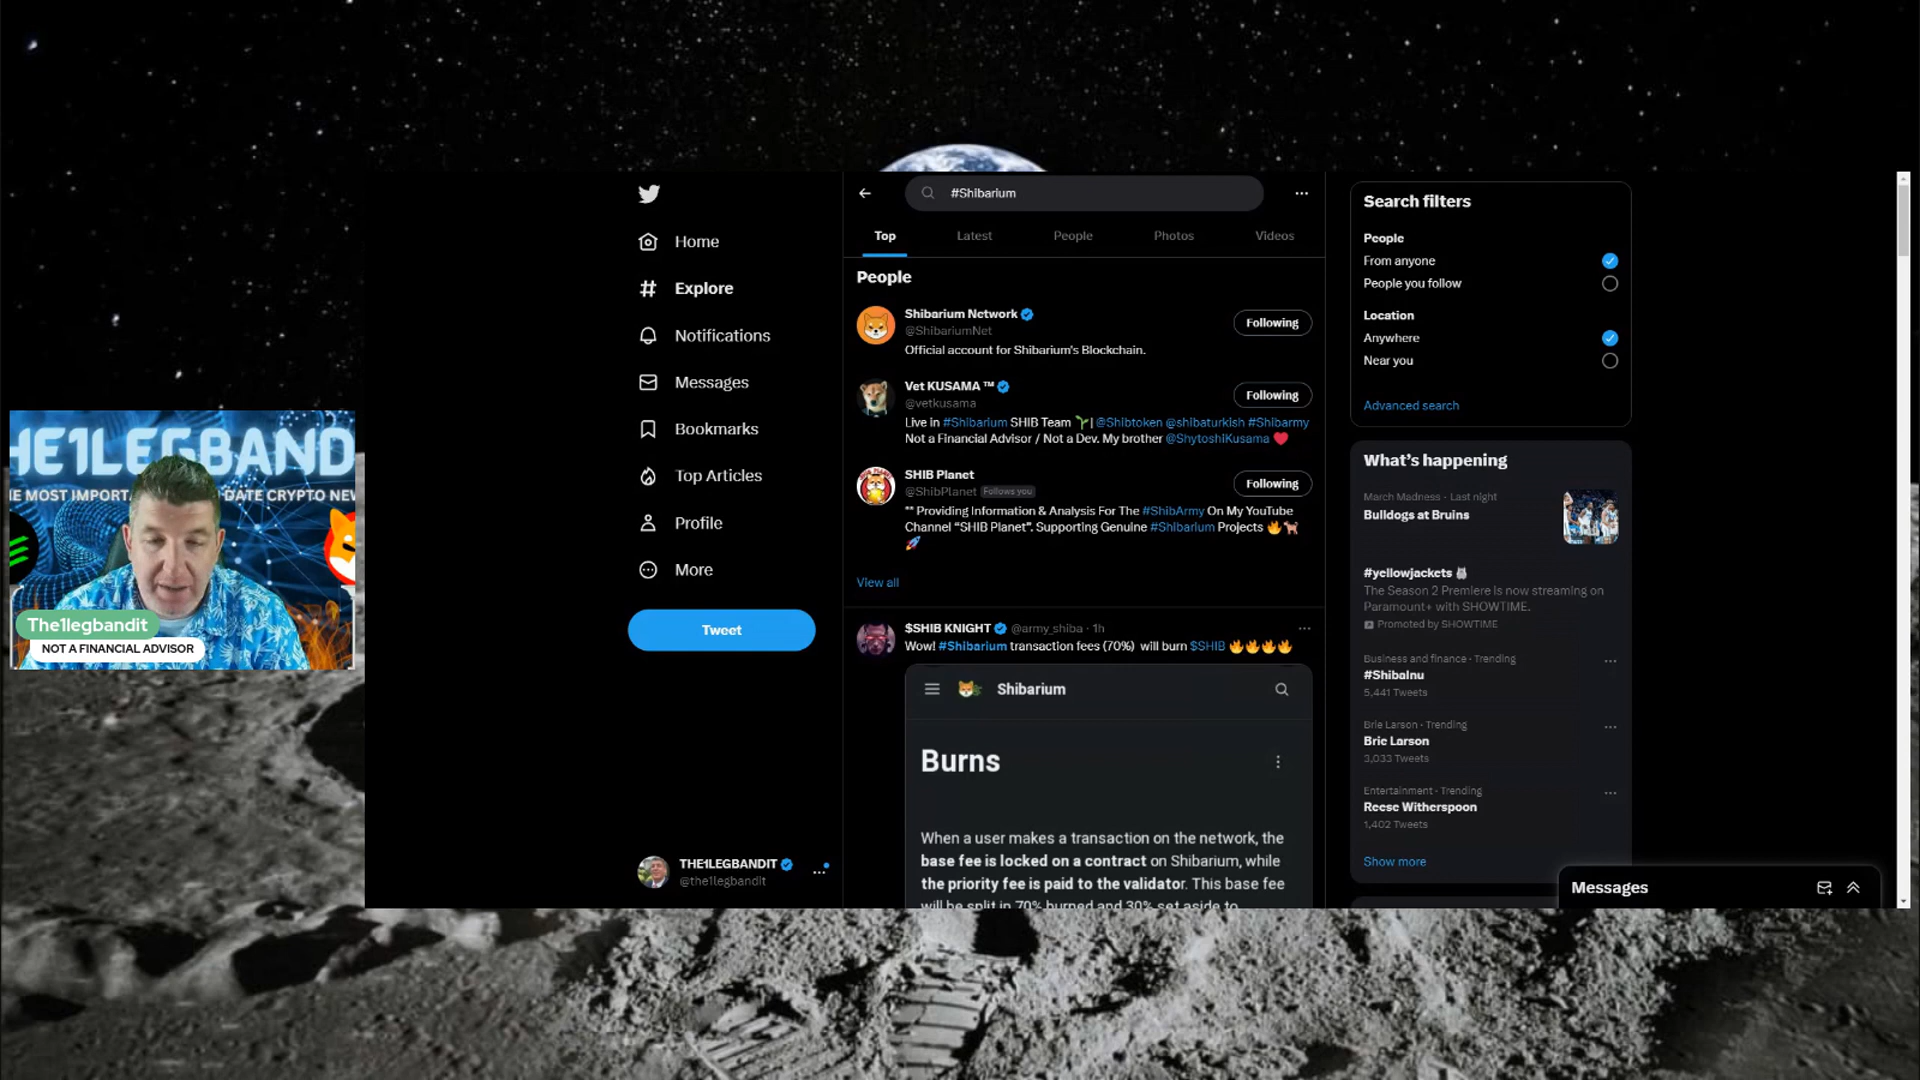 #Shibarium
Home
Explore
Notifications
Messages
Bookmarks
Top Articles
Profile
More
Tweet
THE1LEGBANDIT
@the1legbandit
Top
Latest
People
Photos
Videos
People
Shibarium Network
@ShibariumNet
Following
Official account for Shibarium's Blockchain.
Vet KUSAMA ™
@vetkusama
Following
Live in #Shibarium SHIB Team 🌱| @Shibtoken @shibaturkish #Shibarmy
Not a Financial Advisor / Not a Dev. My brother @ShytoshiKusama ♥️
SHIB Planet
@ShibPlanet Follows you
Following
** Providing Information & Analysis For The #ShibArmy On My YouTube
Channel “SHIB Planet”. Supporting Genuine #Shibarium Projects 🔥🐕
🚀
View all
$SHIB KNIGHT @army_shiba · 1h
Wow! #Shibarium transaction fees (70%) will burn $SHIB 🔥🔥🔥🔥
Shibarium
Burns
When a user makes a transaction on the network, the
base fee is locked on a contract on Shibarium, while
the priority fee is paid to the validator. This base fee
will be split in 70% burned and 30% set aside to
Search filters
People
From anyone
People you follow
Location
Anywhere
Near you
Advanced search
What’s happening
March Madness · Last night
Bulldogs at Bruins
#yellowjackets
The Season 2 Premiere is now streaming on
Paramount+ with SHOWTIME.
Promoted by SHOWTIME
Business and finance · Trending
#ShibaInu
5,441 Tweets
Brie Larson · Trending
Brie Larson
3,033 Tweets
Entertainment · Trending
Reese Witherspoon
1,402 Tweets
Show more
Messages
HE1LEGBAND
E MOST IMPORTA DATE CRYPTO NEW
The1legbandit
NOT A FINANCIAL ADVISOR